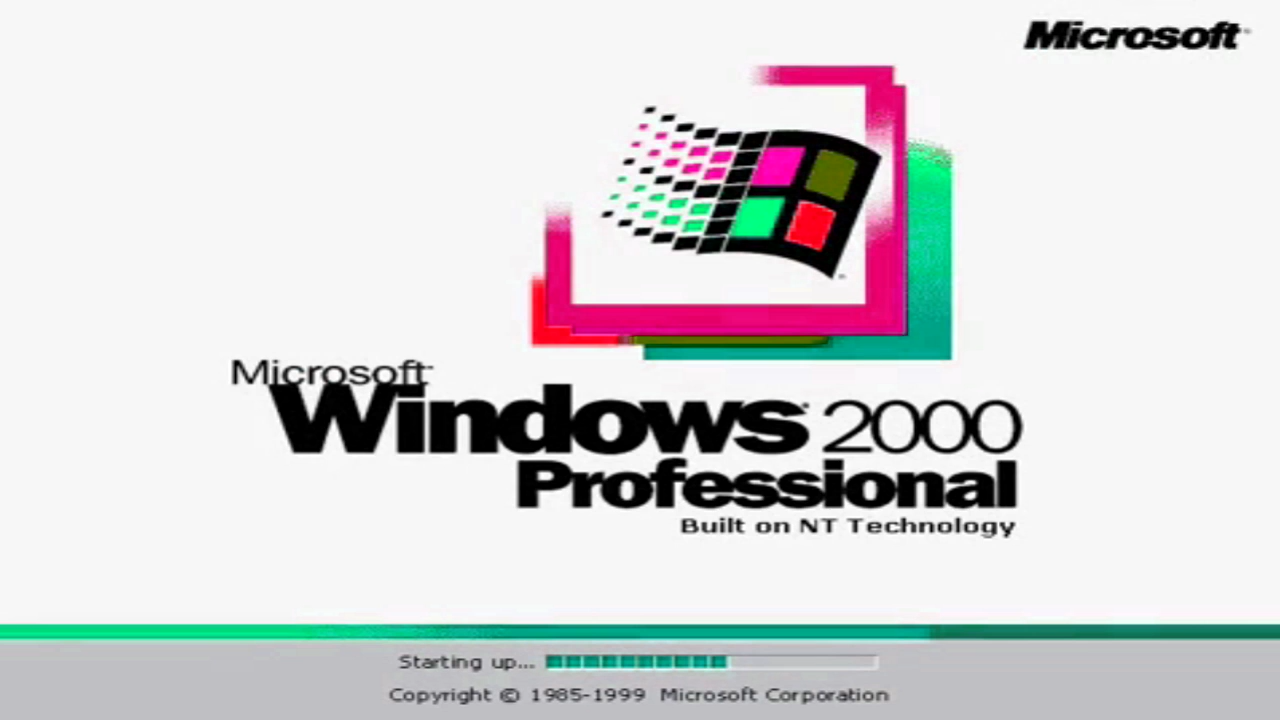 Microsoft
Microsoft
Windows 2000
Professional
Built on NT Technology
Starting up...
Copyright © 1985-1999 Microsoft Corporation